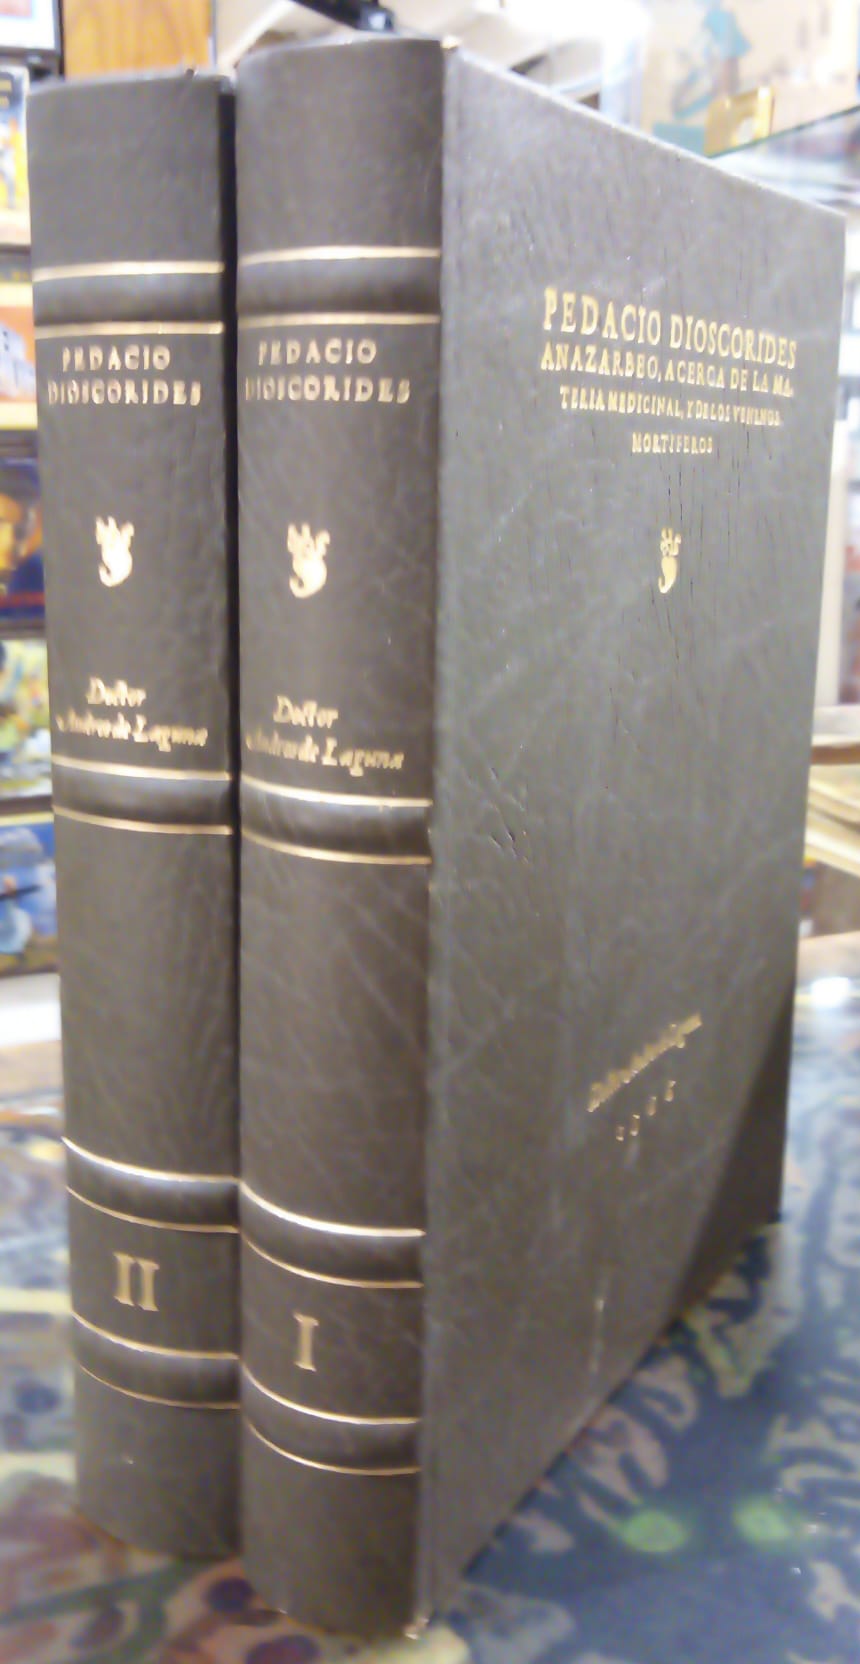 PEDACIO
DIOSCORIDES
Doctor
Andres de Laguna
II
PEDACIO
DIOSCORIDES
Doctor
Andres de Laguna
I
PEDACIO DIOSCORIDES
ANAZARBEO, ACERCA DE LA MA,
TERIA MEDICINAL, Y DE LOS VENENOS
MORTIFEROS